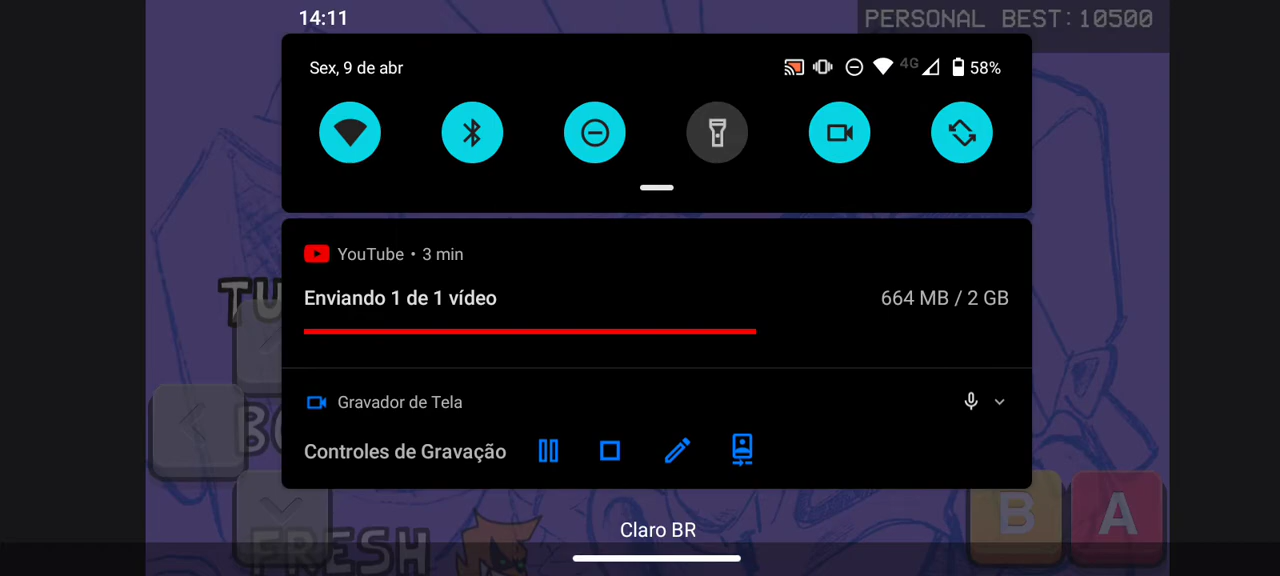 14:11
PERSONAL BEST:10500
Sex, 9 de abr
4G
58%
YouTube • 3 min
Enviando 1 de 1 vídeo
664 MB / 2 GB
Gravador de Tela
Controles de Gravação
B
A
FRESH
Claro BR